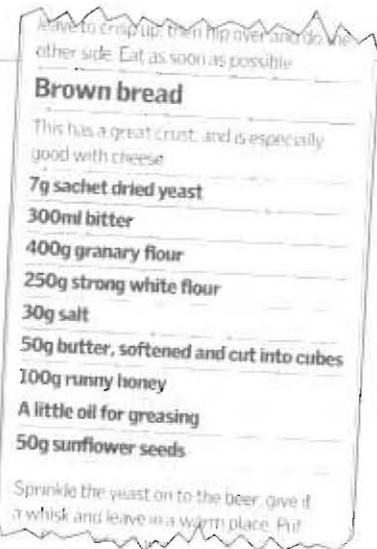 leave to crisp up, then flip over and do the
other side. Eat as soon as possible
Brown bread
This has a great crust, and is especially
good with cheese
7g sachet dried yeast
300ml bitter
400g granary flour
250g strong white flour
30g salt
50g butter, softened and cut into cubes
100g runny honey
A little oil for greasing
50g sunflower seeds
Sprinkle the yeast on to the beer, give it
a whisk and leave in a warm place. Put